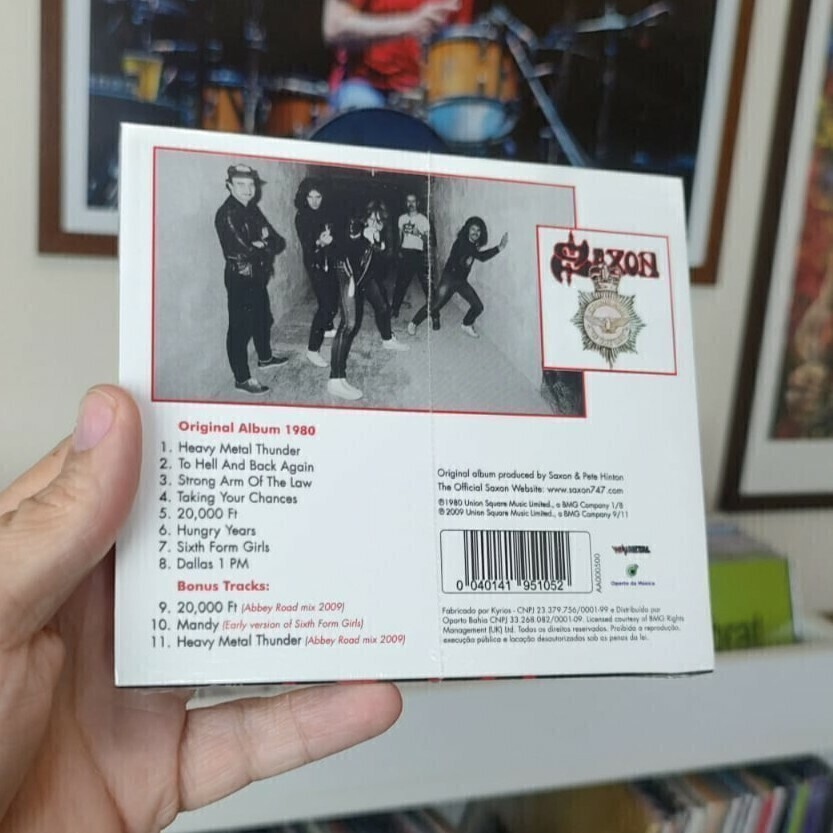 SAXON
Original Album 1980
1. Heavy Metal Thunder
2. To Hell And Back Again
3. Strong Arm Of The Law
4. Taking Your Chances
5. 20,000 Ft
6. Hungry Years
7. Sixth Form Girls
8. Dallas 1 PM
Bonus Tracks:
9. 20,000 Ft (Abbey Road mix 2009)
10. Mandy (Early version of Sixth Form Girls)
11. Heavy Metal Thunder (Abbey Road mix 2009)
Original album produced by Saxon & Pete Hinton
The Official Saxon Website: www.saxon747.com
℗1980 Union Square Music Limited., a BMG Company 1/8
© 2009 Union Square Music Limited., a BMG Company 9/11
0 040141 951052
AA000500
Oporto da Música
Fabricado por Kyrios - CNPJ 23.379.756/0001-99 e Distribuído por
Oporto Bahia CNPJ 33.268.082/0001-09. Licensed courtesy of BMG Rights
Management (UK) Ltd. Todos os direitos reservados. Proibida a reprodução,
execução pública e locação desautorizadas sob as penas da lei.